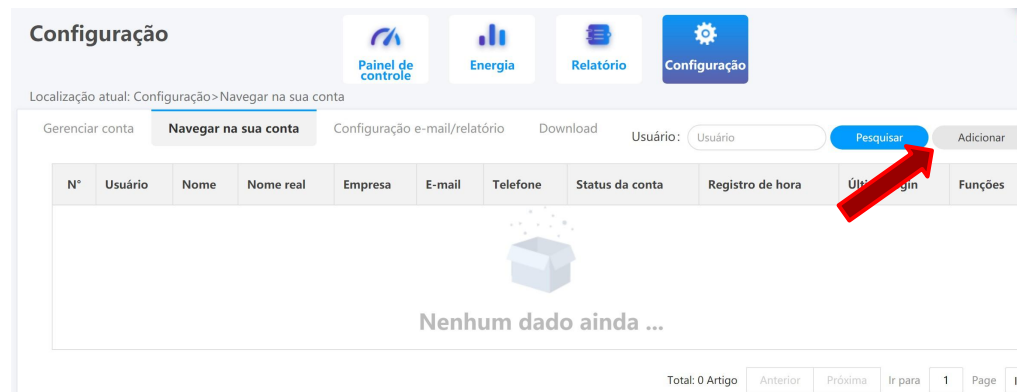 Configuração
Painel de controle
Energia
Relatório
Configuração
Localização atual: Configuração>Navegar na sua conta
Gerenciar conta Navegar na sua conta Configuração e-mail/relatório Download Usuário: Usuário Pesquisar Adicionar
N° Usuário Nome Nome real Empresa E-mail Telefone Status da conta Registro de hora Funções
Nenhum dado ainda ...
Total: 0 Artigo Anterior Próxima Ir para 1 Page